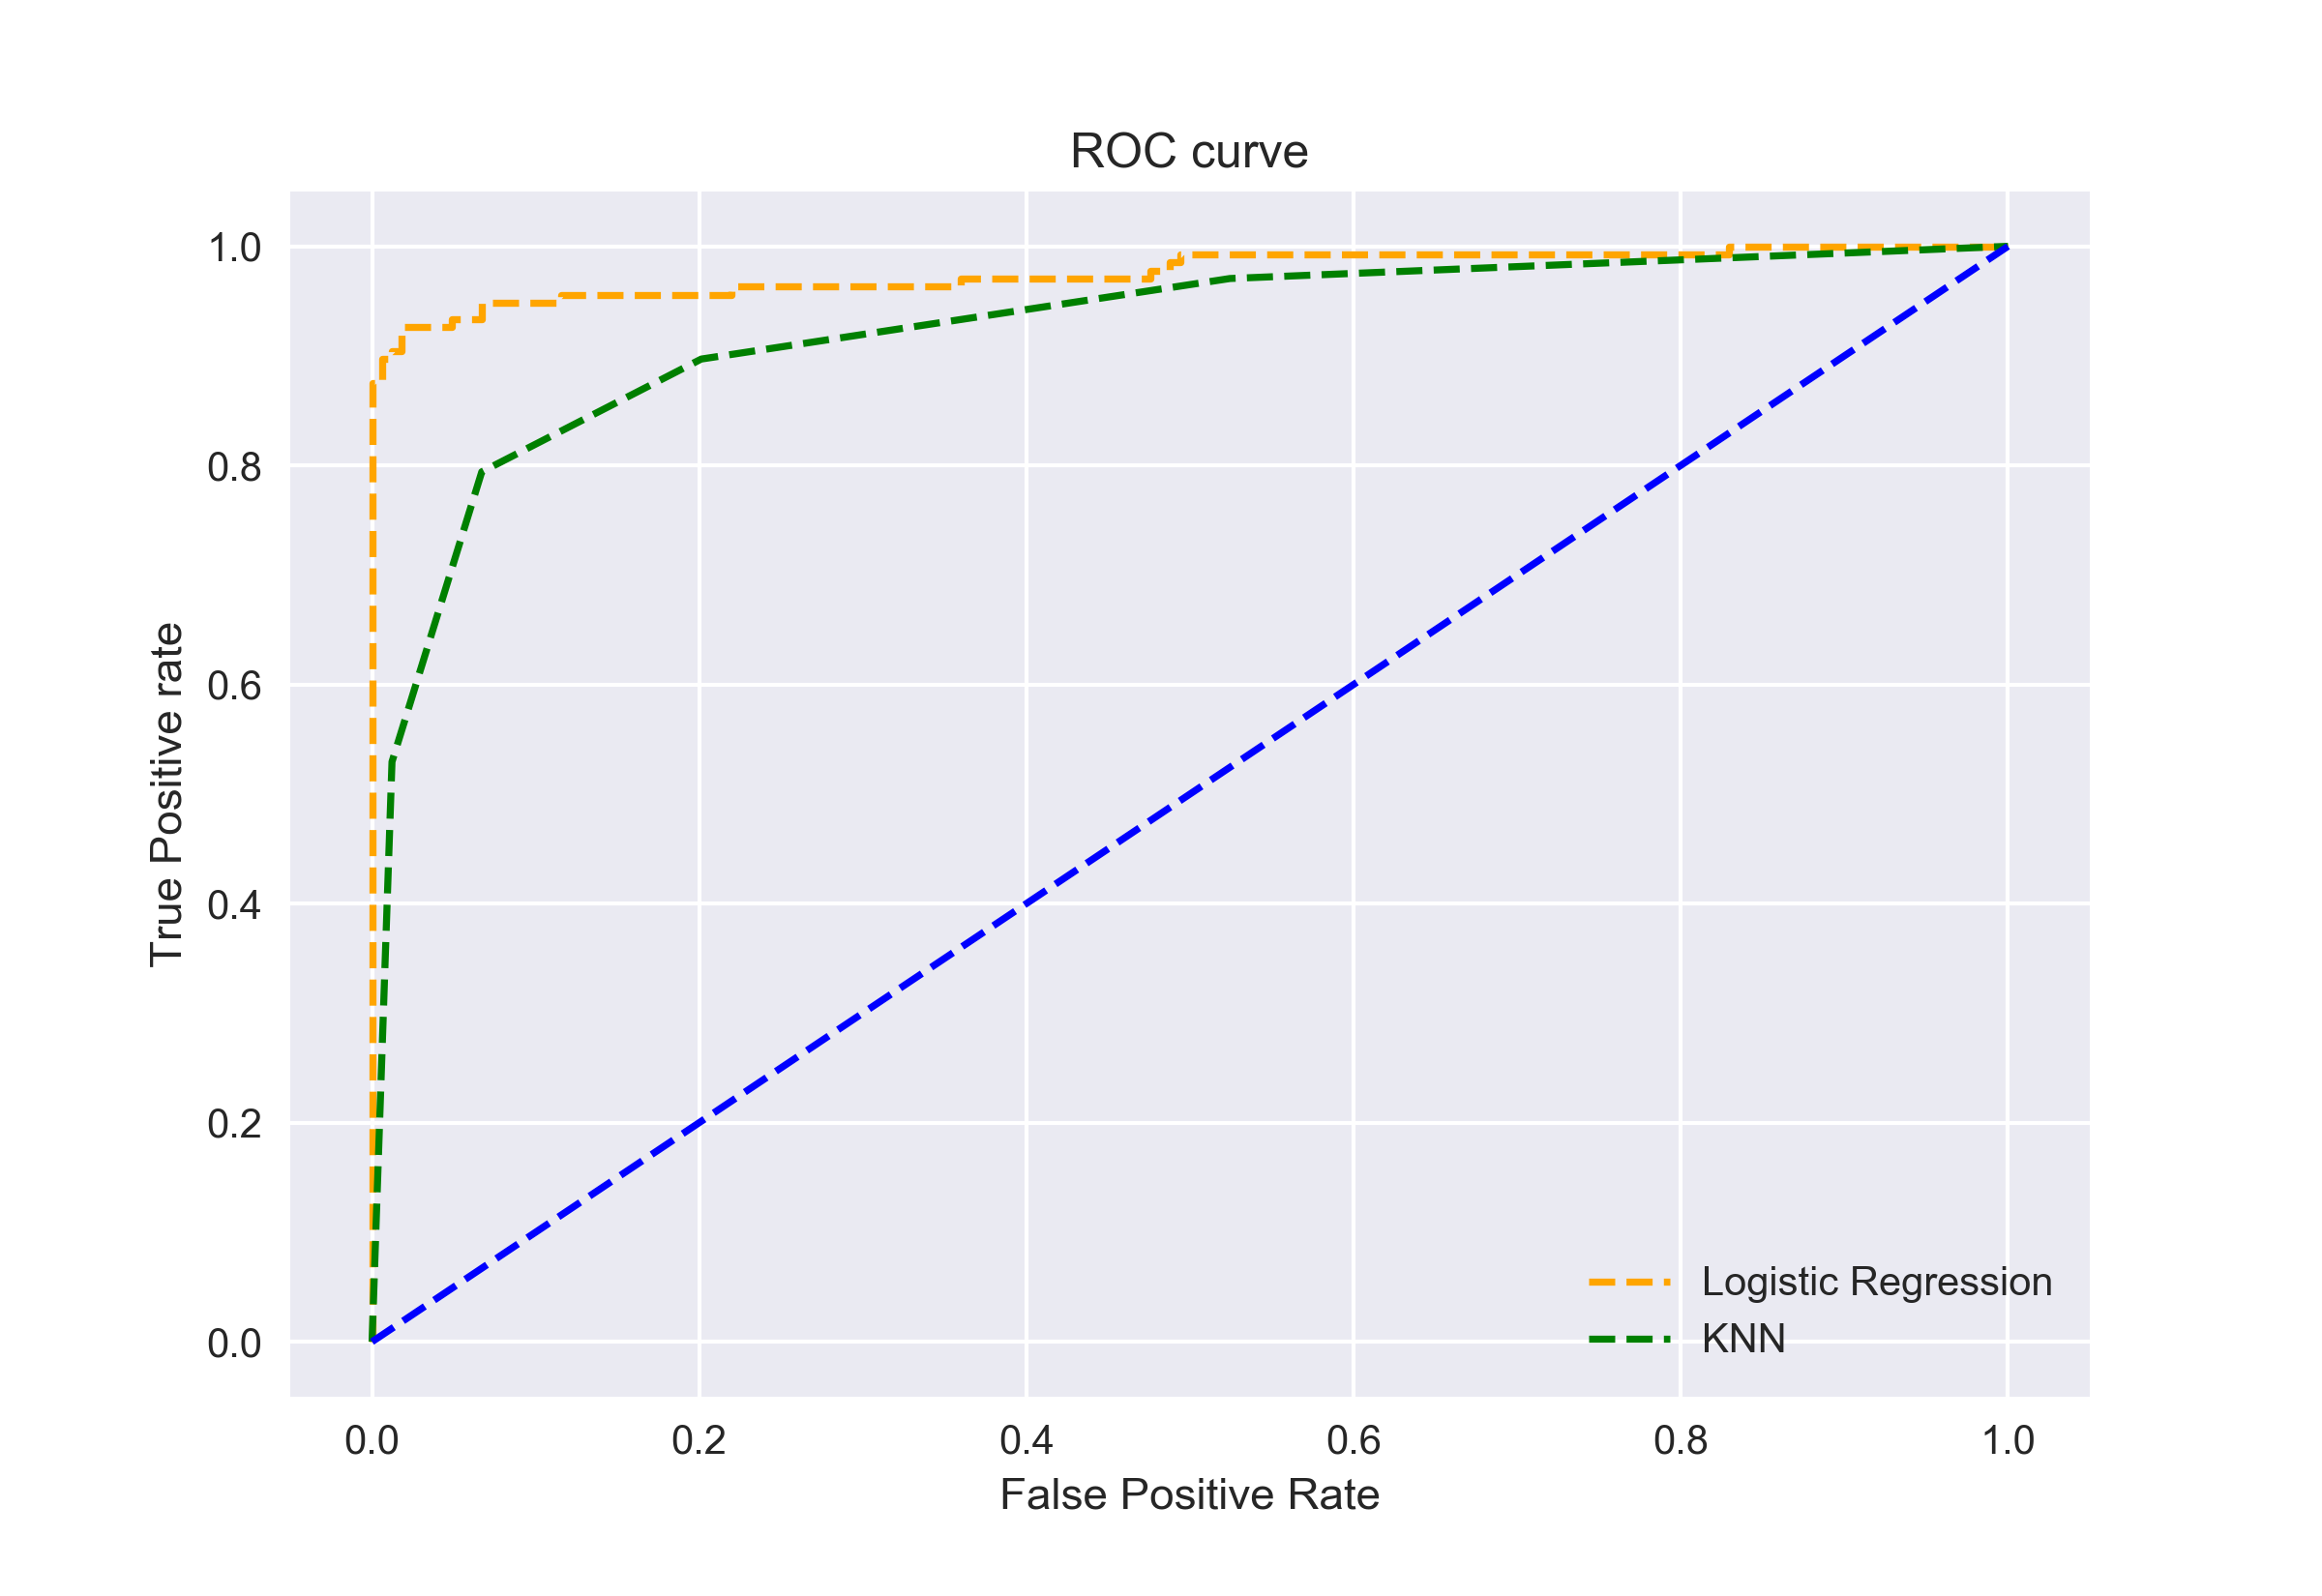 ROC curve
1.0
0.8
0.6
0.4
0.2
0.0
True Positive rate
0.0 0.2 0.4 0.6 0.8 1.0
False Positive Rate
Logistic Regression
KNN